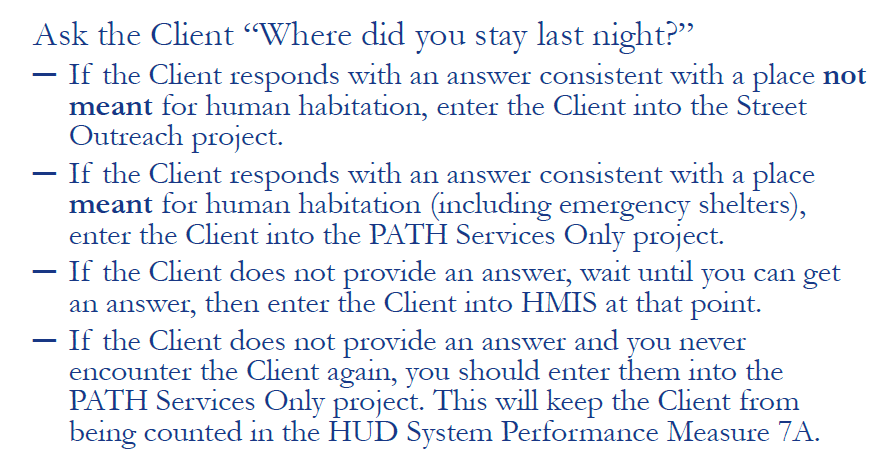 Ask the Client “Where did you stay last night?”
— If the Client responds with an answer consistent with a place not
meant for human habitation, enter the Client into the Street
Outreach project.
— If the Client responds with an answer consistent with a place
meant for human habitation (including emergency shelters),
enter the Client into the PATH Services Only project.
— If the Client does not provide an answer, wait until you can get
an answer, then enter the Client into HMIS at that point.
— If the Client does not provide an answer and you never
encounter the Client again, you should enter them into the
PATH Services Only project. This will keep the Client from
being counted in the HUD System Performance Measure 7A.